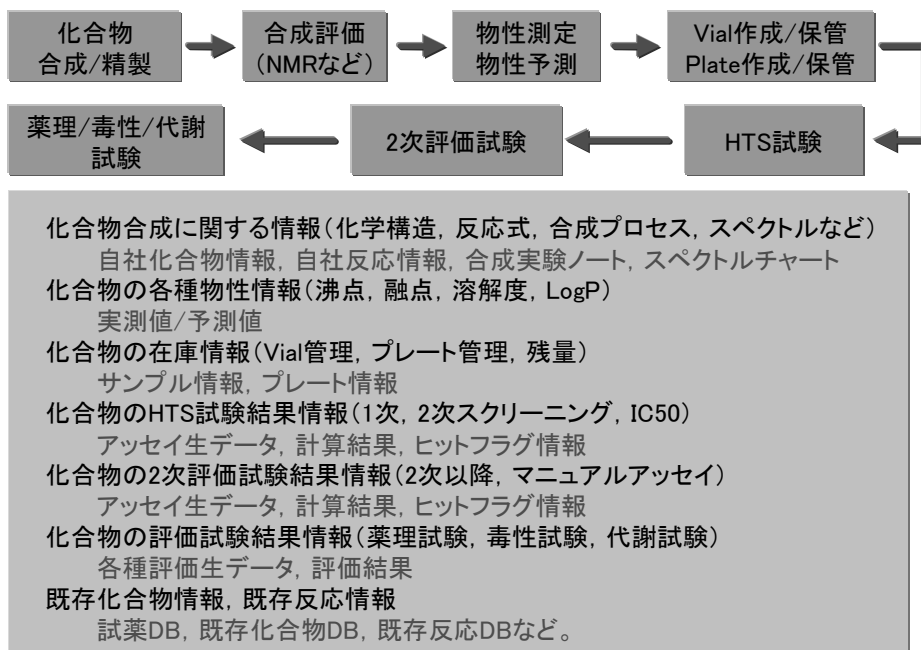 化合物
合成/精製
合成評価
(NMRなど)
物性測定
物性予測
Vial作成/保管
Plate作成/保管
薬理/毒性/代謝
試験
2次評価試験
HTS試験
化合物合成に関する情報(化学構造, 反応式, 合成プロセス, スペクトルなど)
自社化合物情報, 自社反応情報, 合成実験ノート, スペクトルチャート
化合物の各種物性情報(沸点, 融点, 溶解度, LogP)
実測値/予測値
化合物の在庫情報(Vial管理, プレート管理, 残量)
サンプル情報, プレート情報
化合物のHTS試験結果情報(1次, 2次スクリーニング, IC50)
アッセイ生データ, 計算結果, ヒットフラグ情報
化合物の2次評価試験結果情報(2次以降, マニュアルアッセイ)
アッセイ生データ, 計算結果, ヒットフラグ情報
化合物の評価試験結果情報(薬理試験, 毒性試験, 代謝試験)
各種評価生データ, 評価結果
既存化合物情報, 既存反応情報
試薬DB, 既存化合物DB, 既存反応DBなど。